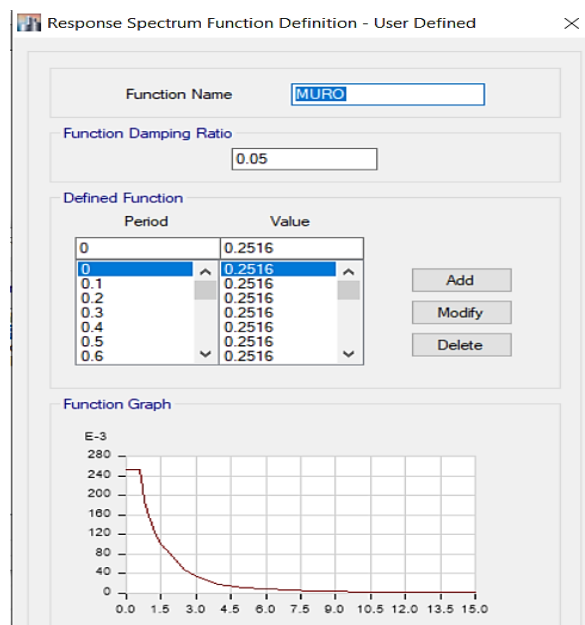 Response Spectrum Function Definition - User Defined
Function Name MURO
Function Damping Ratio
0.05
Defined Function
Period Value
0 0.2516
0 0.2516
0.1 0.2516
0.2 0.2516
0.3 0.2516
0.4 0.2516
0.5 0.2516
0.6 0.2516
Add
Modify
Delete
Function Graph
E-3
280
240
200
160
120
80
40
0
0.0 1.5 3.0 4.5 6.0 7.5 9.0 10.5 12.0 13.5 15.0